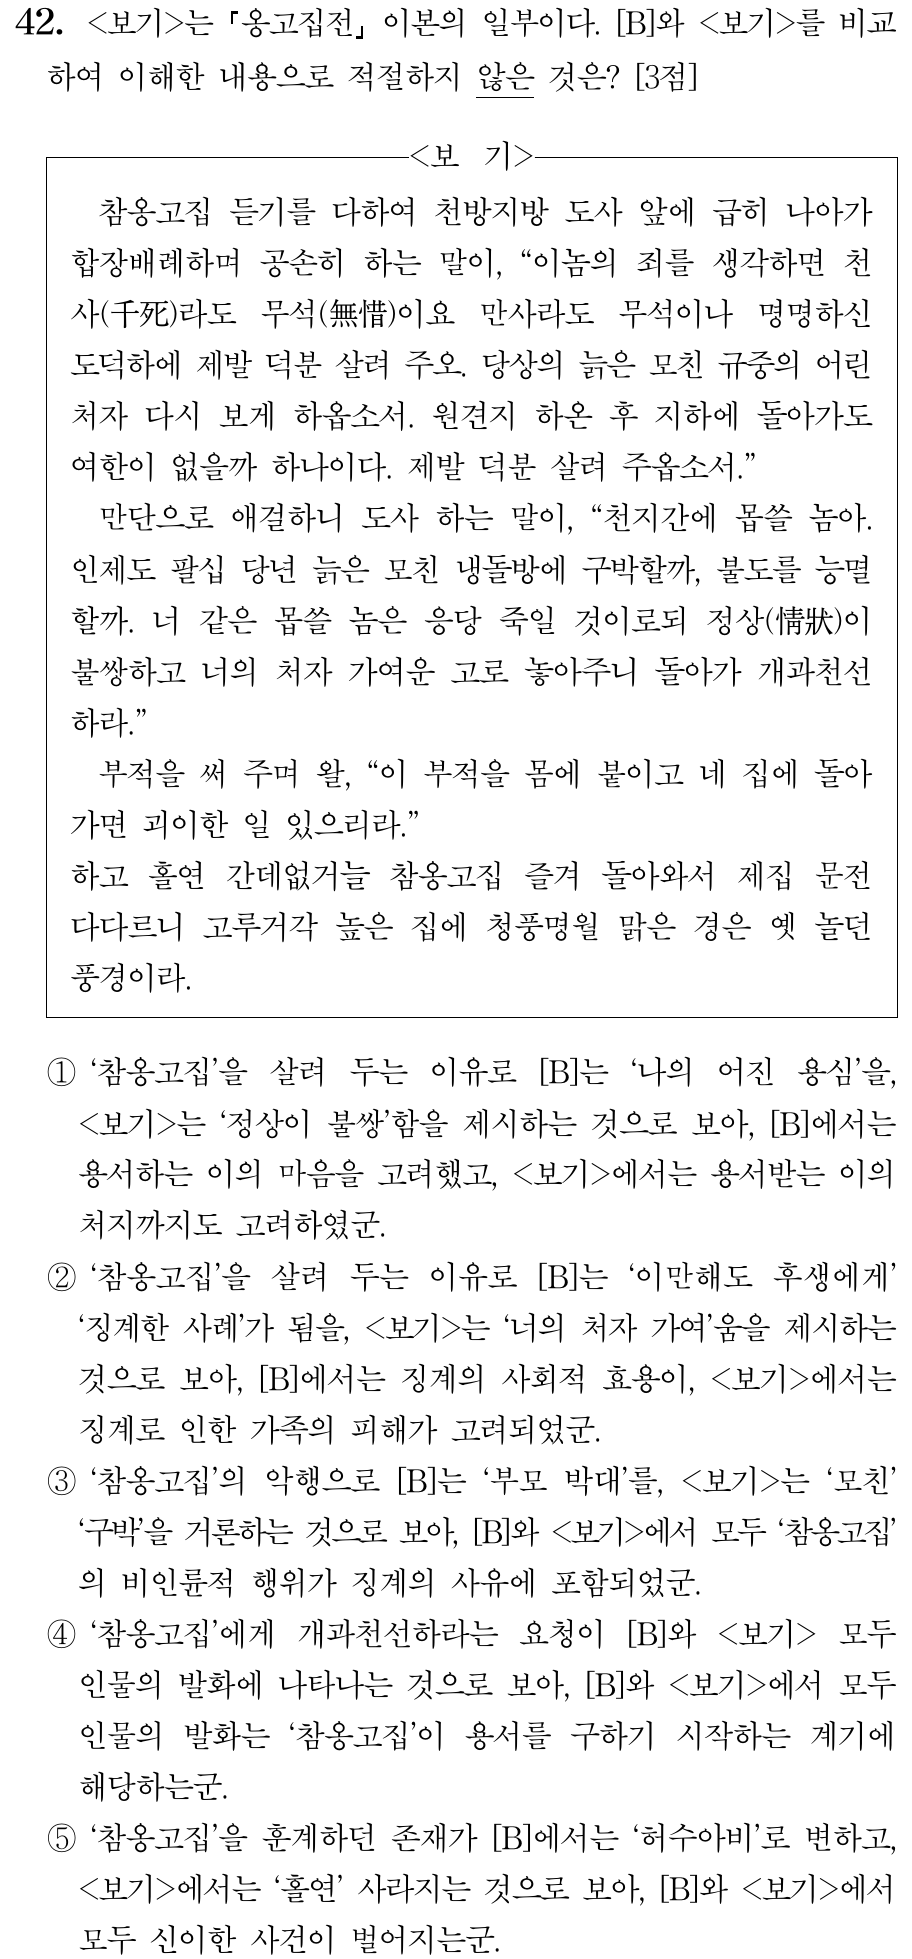 42. <보기>는 『옹고집전』 이본의 일부이다. [B]와 <보기>를 비교
하여 이해한 내용으로 적절하지 않은 것은? [3점]
<보 기>
참옹고집 듣기를 다하여 천방지방 도사 앞에 급히 나아가
합장배례하며 공손히 하는 말이, “이놈의 죄를 생각하면 천
사(千死)라도 무석(無惜)이요 만사라도 무석이나 명명하신
도덕하에 제발 덕분 살려 주오. 당상의 늙은 모친 규중의 어린
처자 다시 보게 하옵소서. 원견지 하온 후 지하에 돌아가도
여한이 없을까 하나이다. 제발 덕분 살려 주옵소서.”
만단으로 애걸하니 도사 하는 말이, “천지간에 몹쓸 놈아.
인제도 팔십 당년 늙은 모친 냉돌방에 구박할까, 불도를 능멸
할까. 너 같은 몹쓸 놈은 응당 죽일 것이로되 정상(情狀)이
불쌍하고 너의 처자 가여운 고로 놓아주니 돌아가 개과천선
하라.”
부적을 써 주며 왈, “이 부적을 몸에 붙이고 네 집에 돌아
가면 괴이한 일 있으리라.”
하고 홀연 간데없거늘 참옹고집 즐겨 돌아와서 제집 문전
다다르니 고루거각 높은 집에 청풍명월 맑은 경은 옛 놀던
풍경이라.
① ‘참옹고집’을 살려 두는 이유로 [B]는 ‘나의 어진 용심’을,
<보기>는 ‘정상이 불쌍’함을 제시하는 것으로 보아, [B]에서는
용서하는 이의 마음을 고려했고, <보기>에서는 용서받는 이의
처지까지도 고려하였군.
② ‘참옹고집’을 살려 두는 이유로 [B]는 ‘이만해도 후생에게’
‘징계한 사례’가 됨을, <보기>는 ‘너의 처자 가여’움을 제시하는
것으로 보아, [B]에서는 징계의 사회적 효용이, <보기>에서는
징계로 인한 가족의 피해가 고려되었군.
③ ‘참옹고집’의 악행으로 [B]는 ‘부모 박대’를, <보기>는 ‘모친’
‘구박’을 거론하는 것으로 보아, [B]와 <보기>에서 모두 ‘참옹고집’
의 비인륜적 행위가 징계의 사유에 포함되었군.
④ ‘참옹고집’에게 개과천선하라는 요청이 [B]와 <보기> 모두
인물의 발화에 나타나는 것으로 보아, [B]와 <보기>에서 모두
인물의 발화는 ‘참옹고집’이 용서를 구하기 시작하는 계기에
해당하는군.
⑤ ‘참옹고집’을 훈계하던 존재가 [B]에서는 ‘허수아비’로 변하고,
<보기>에서는 ‘홀연’ 사라지는 것으로 보아, [B]와 <보기>에서
모두 신이한 사건이 벌어지는군.